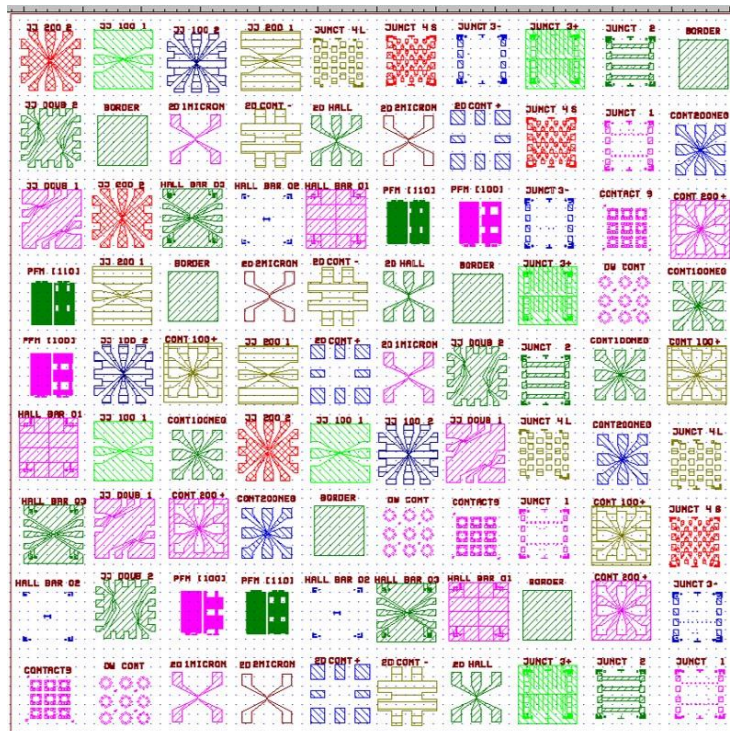 JJ 200 2 JJ 100 1 JJ 100 2 JJ 200 1 JUNCT 4L JUNCT 4S JUNCT3- JUNCT 3+ JUNCT 2 BORDER
JJ DOUB 2 BORDER 2D 1MICRON 2D CONT - 2D HALL 2D 2MICRON 2D CONT + JUNCT 4S JUNCT 1 CONT200NEG
JJ DOUB 1 JJ 200 2 HALL BAR 03 HALL BAR 02 HALL BAR 01 PFM [110] PFM [100] JUNCT3- CONTACT 9 CONT 200+
PFM [110] JJ 200 1 BORDER 2D 2MICRON 2D CONT - 2D HALL BORDER JUNCT 3+ DW CONT CONT100NEG
PFM [100] JJ 100 2 CONT 100+ JJ 200 1 2D CONT + 2D 1MICRON JJ DOUB 2 JUNCT 2 CONT100NEG CONT 100+
HALL BAR 01 JJ 100 1 CONT100NEG JJ 200 2 JJ 100 1 JJ 100 2 JJ DOUB 1 JUNCT 4L CONT200NEG JUNCT 4L
HALL BAR 03 JJ DOUB 1 CONT 200+ CONT200NEG BORDER DW CONT CONTACT9 JUNCT 1 CONT 100+ JUNCT 4S
HALL BAR 02 JJ DOUB 2 PFM [100] PFM [110] HALL BAR 02 HALL BAR 03 HALL BAR 01 BORDER CONT 200+ JUNCT3-
CONTACT9 DW CONT 2D 1MICRON 2D 2MICRON 2D CONT + 2D CONT - 2D HALL JUNCT 3+ JUNCT 2 JUNCT 1